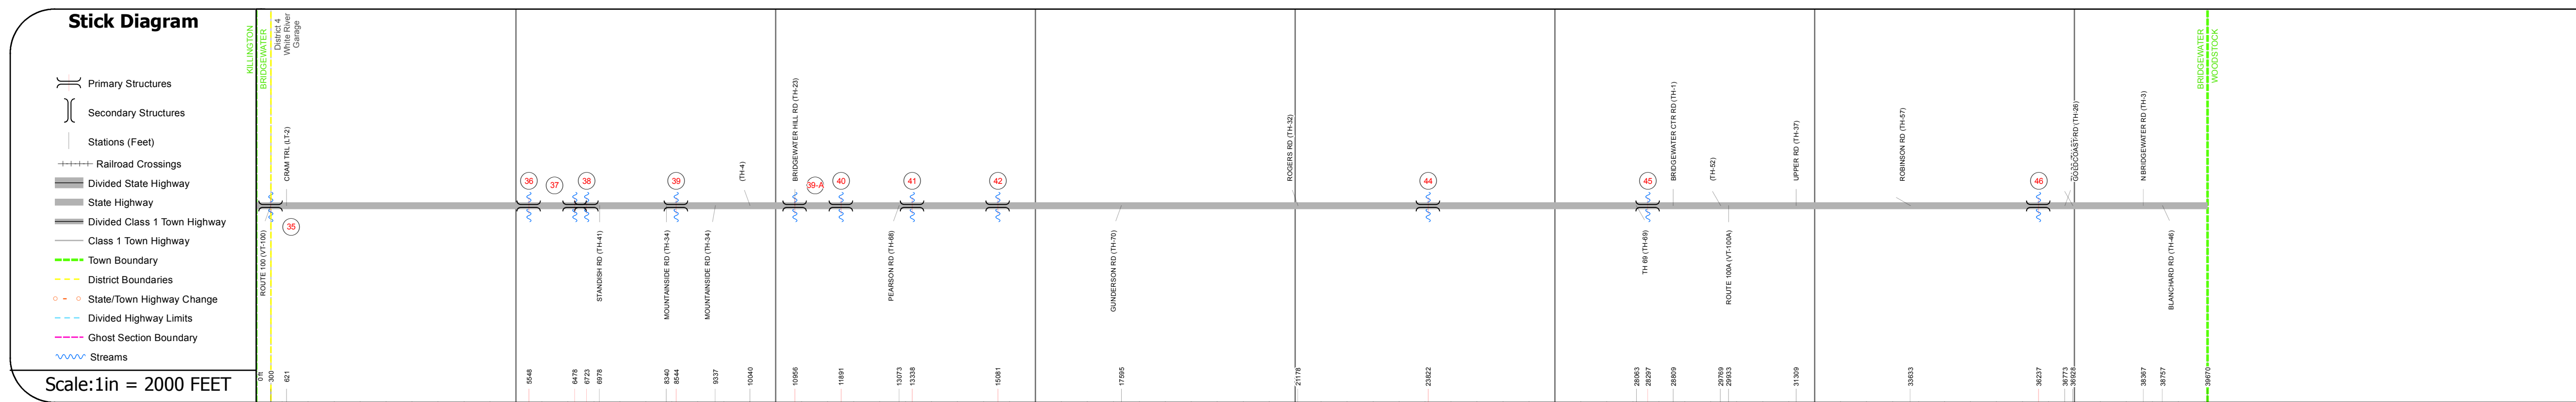 Stick Diagram
Primary Structures
Secondary Structures
Stations (Feet)
Railroad Crossings
Divided State Highway
State Highway
Divided Class 1 Town Highway
Class 1 Town Highway
Town Boundary
District Boundaries
State/Town Highway Change
Divided Highway Limits
Ghost Section Boundary
Streams
Scale:1in = 2000 FEET
KILLINGTON
BRIDGEWATER
District 4
White River
Garage
BRIDGEWATER
WOODSTOCK
CRAM TRL (LT-2)
(TH-4)
BRIDGEWATER HILL RD (TH-23)
ROGERS RD (TH-32)
BRIDGEWATER CTR RD (TH-1)
(TH-52)
UPPER RD (TH-37)
ROBINSON RD (TH-57)
GOLDCOAST RD (TH-26)
N BRIDGEWATER RD (TH-3)
36
37
38
39
39-A
40
41
42
44
45
46
35
ROUTE 100 (VT-100)
STANDISH RD (TH-41)
MOUNTAINSIDE RD (TH-34)
MOUNTAINSIDE RD (TH-34)
PEARSON RD (TH-68)
GUNDERSON RD (TH-70)
TH 69 (TH-69)
ROUTE 100A (VT-100A)
BLANCHARD RD (TH-46)
0 ft
300
621
5548
6478
6723
6978
8340
8544
9337
10040
10956
11891
13073
13338
15081
17595
21178
23822
28063
28297
28809
29769
29933
31309
33633
36237
36773
36928
38367
38757
39670